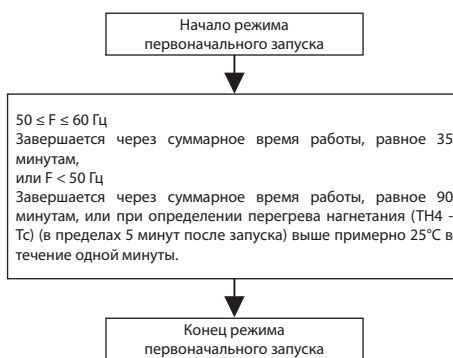 Начало режима
первоначального запуска
50 ≤ F ≤ 60 Гц
Завершается через суммарное время работы, равное 35
минутам,
или F < 50 Гц
Завершается через суммарное время работы, равное 90
минутам, или при определении перегрева нагнетания (TH4 -
Tc) (в пределах 5 минут после запуска) выше примерно 25°C в
течение одной минуты.
Конец режима
первоначального запуска